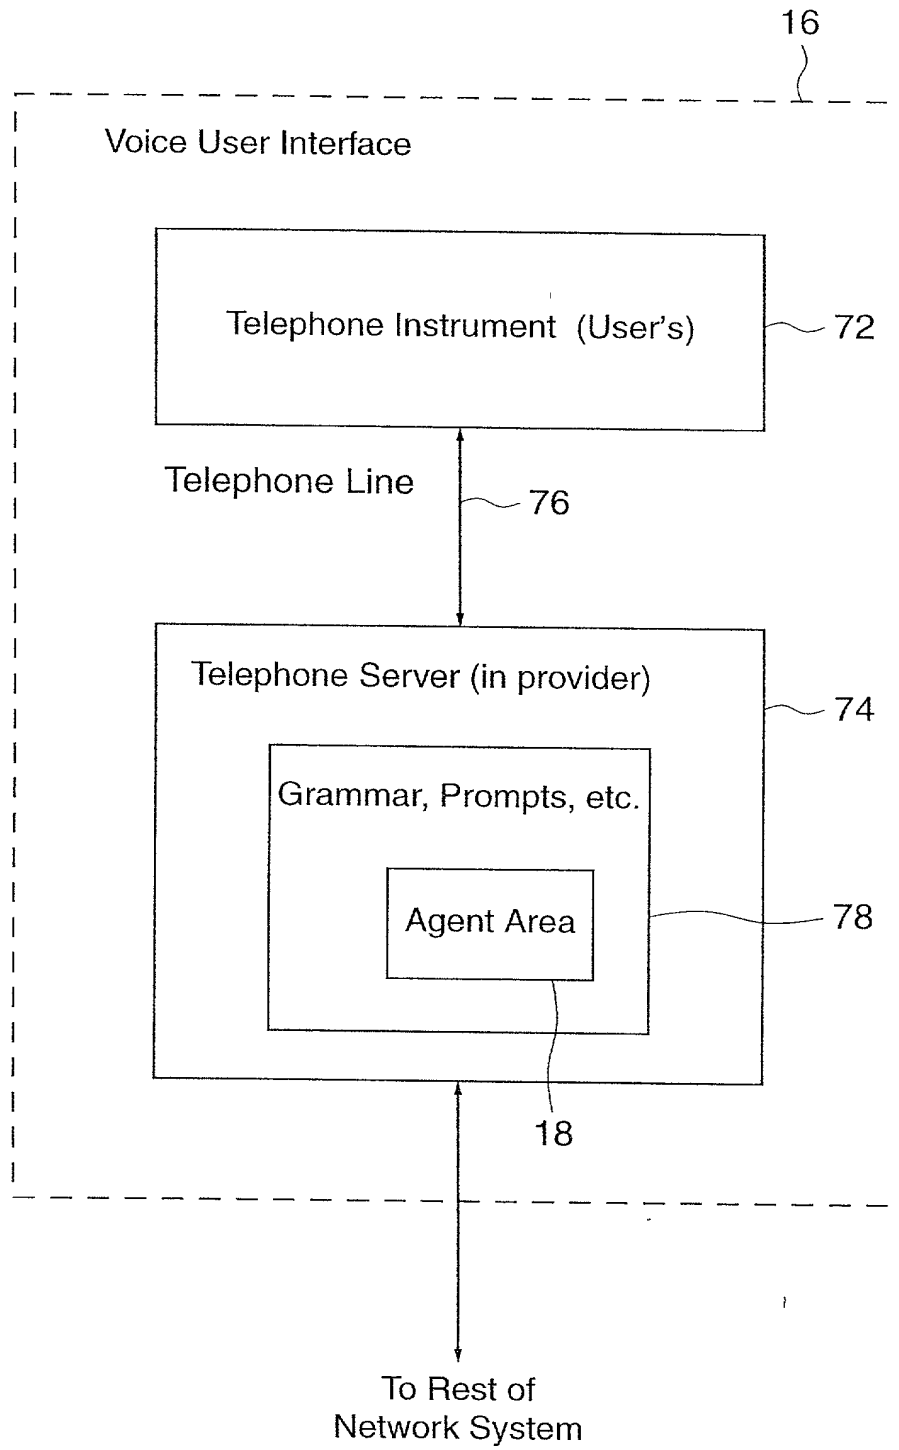 16
Voice User Interface
Telephone Instrument (User's)
72
Telephone Line
76
Telephone Server (in provider)
74
Grammar, Prompts, etc.
Agent Area
78
18
To Rest of
Network System